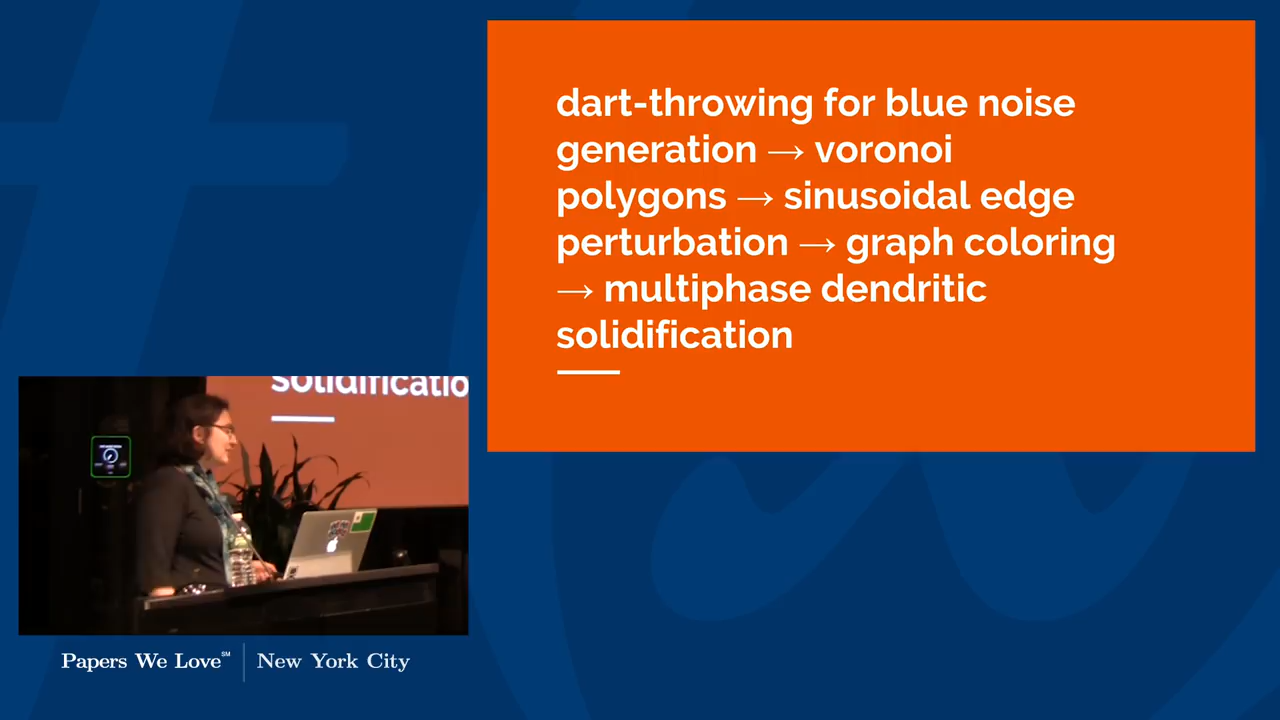 dart-throwing for blue noise
generation → voronoi
polygons → sinusoidal edge
perturbation → graph coloring
→ multiphase dendritic
solidification
solidificatio
Papers We Love℠ | New York City